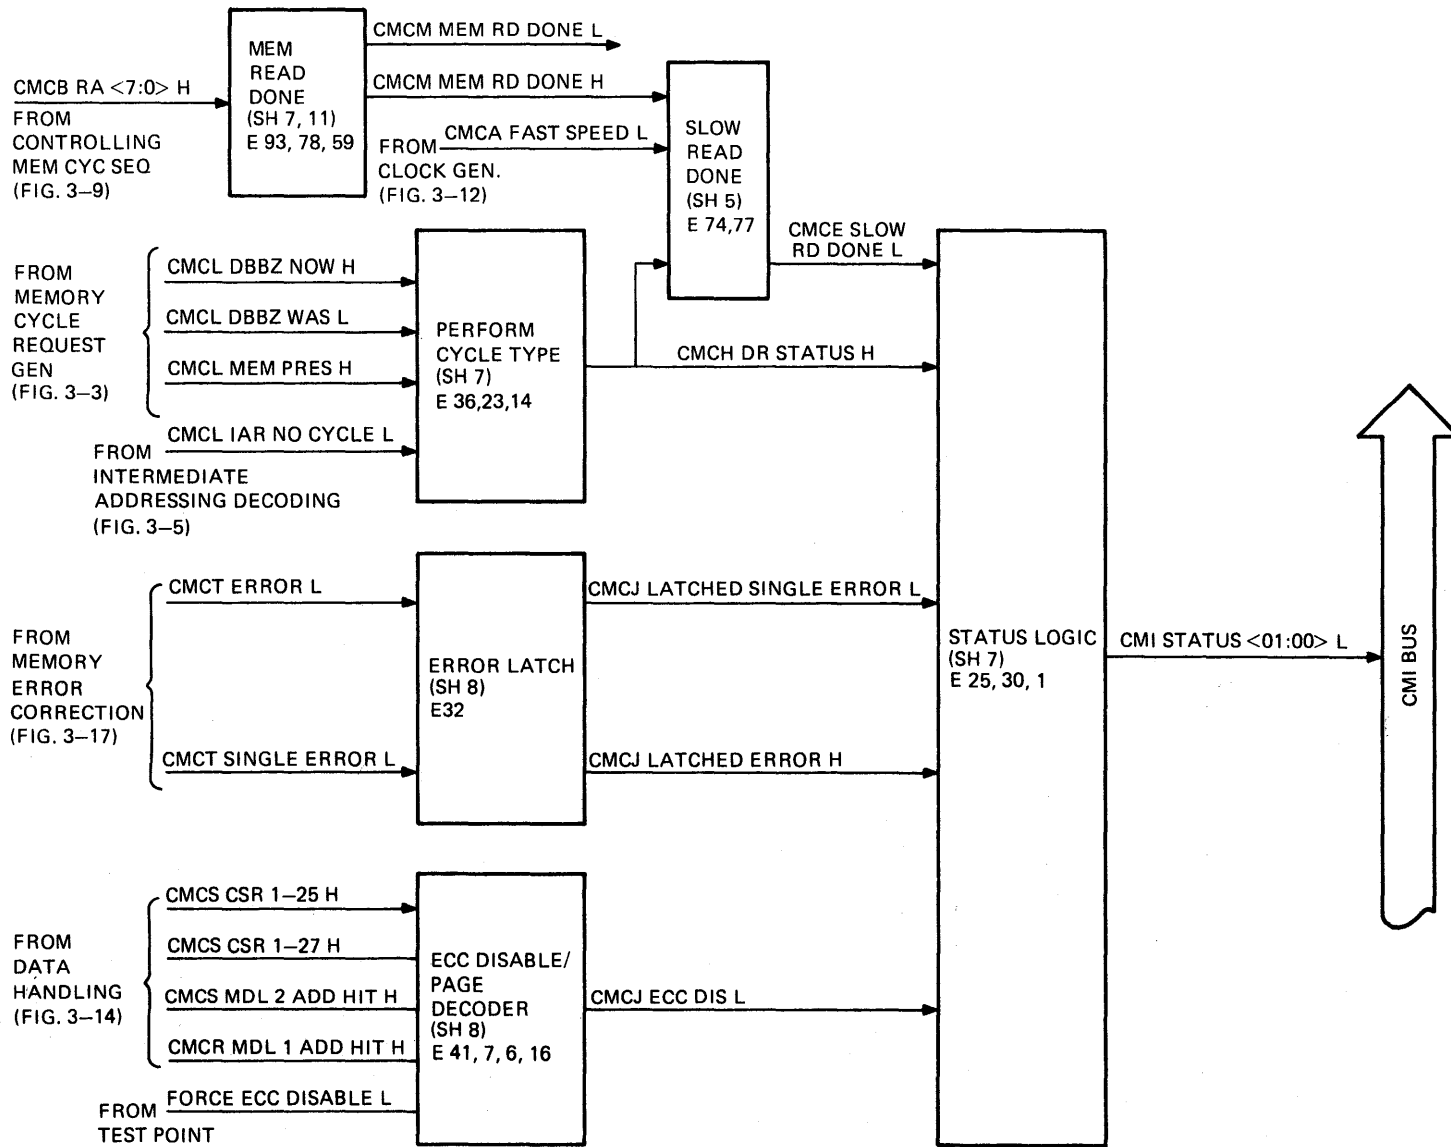 CMCM MEM RD DONE L
MEM
READ
DONE
(SH 7, 11)
E 93, 78, 59
CMCB RA <7:0> H
FROM
CONTROLLING
MEM CYC SEQ
(FIG. 3–9)
CMCM MEM RD DONE H
CMCA FAST SPEED L
FROM
CLOCK GEN.
(FIG. 3–12)
SLOW
READ
DONE
(SH 5)
E 74,77
CMCE SLOW
RD DONE L
FROM
MEMORY
CYCLE
REQUEST
GEN
(FIG. 3–3)
CMCL DBBZ NOW H
CMCL DBBZ WAS L
CMCL MEM PRES H
CMCL IAR NO CYCLE L
FROM
INTERMEDIATE
ADDRESSING DECODING
(FIG. 3–5)
PERFORM
CYCLE TYPE
(SH 7)
E 36,23,14
CMCH DR STATUS H
FROM
MEMORY
ERROR
CORRECTION
(FIG. 3–17)
CMCT ERROR L
CMCT SINGLE ERROR L
ERROR LATCH
(SH 8)
E32
CMCJ LATCHED SINGLE ERROR L
CMCJ LATCHED ERROR H
STATUS LOGIC
(SH 7)
E 25, 30, 1
CMI STATUS <01:00> L
CMI BUS
FROM
DATA
HANDLING
(FIG. 3–14)
CMCS CSR 1–25 H
CMCS CSR 1–27 H
CMCS MDL 2 ADD HIT H
CMCR MDL 1 ADD HIT H
FORCE ECC DISABLE L
FROM
TEST POINT
ECC DISABLE/
PAGE
DECODER
(SH 8)
E 41, 7, 6, 16
CMCJ ECC DIS L